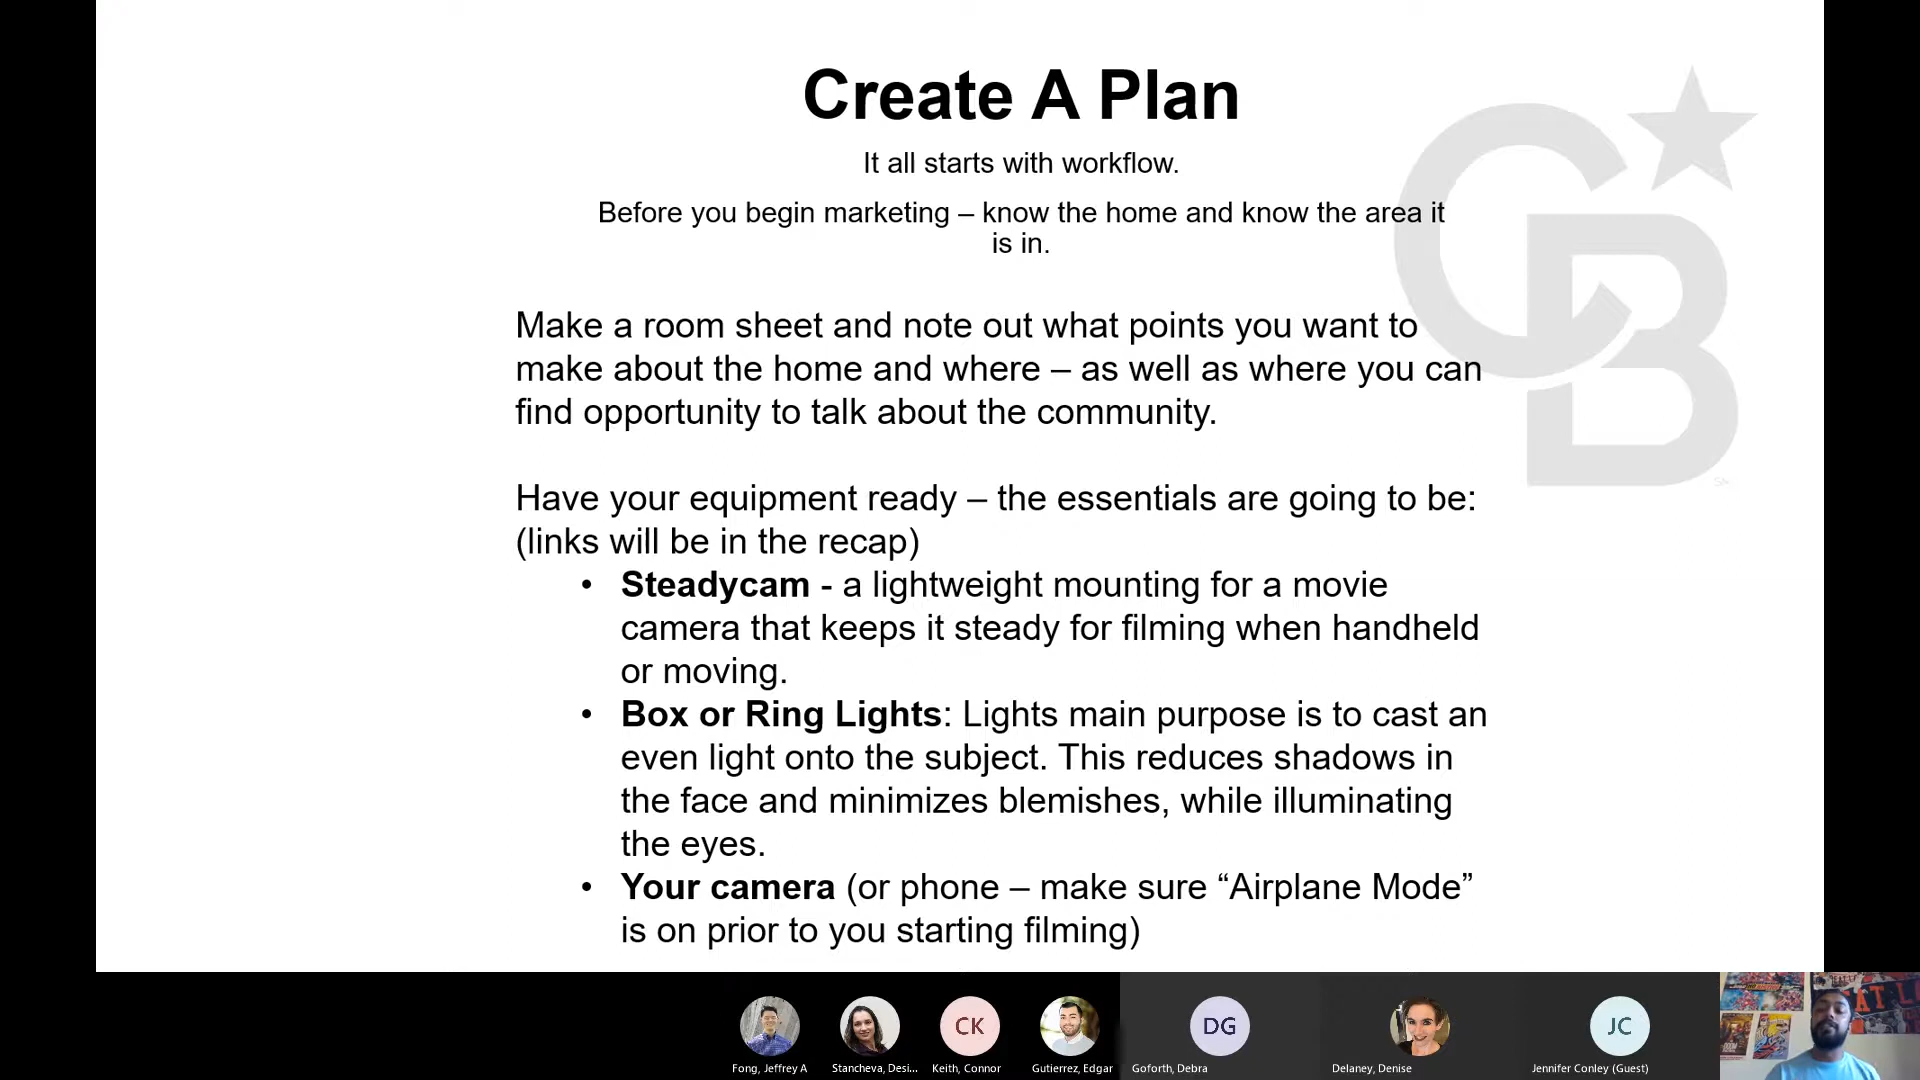 Create A Plan
It all starts with workflow.
Before you begin marketing – know the home and know the area it
is in.
Make a room sheet and note out what points you want to
make about the home and where – as well as where you can
find opportunity to talk about the community.
Have your equipment ready – the essentials are going to be:
(links will be in the recap)
• Steadycam - a lightweight mounting for a movie
camera that keeps it steady for filming when handheld
or moving.
• Box or Ring Lights: Lights main purpose is to cast an
even light onto the subject. This reduces shadows in
the face and minimizes blemishes, while illuminating
the eyes.
• Your camera (or phone – make sure “Airplane Mode”
is on prior to you starting filming)
CB
SM
CK
DG
JC
Fong, Jeffrey A
Stancheva, Desi...
Keith, Connor
Gutierrez, Edgar
Goforth, Debra
Delaney, Denise
Jennifer Conley (Guest)